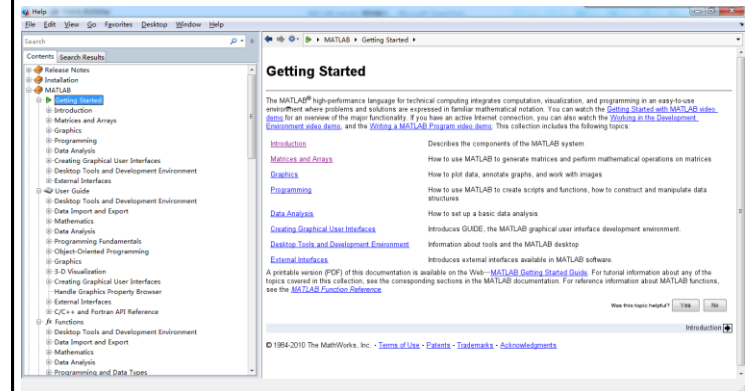 Help
File Edit View Go Favorites Desktop Window Help
Search
Contents Search Results
Release Notes
Installation
MATLAB
Getting Started
Introduction
Matrices and Arrays
Graphics
Programming
Data Analysis
Creating Graphical User Interfaces
Desktop Tools and Development Environment
External Interfaces
User Guide
Desktop Tools and Development Environment
Data Import and Export
Mathematics
Data Analysis
Programming Fundamentals
Object-Oriented Programming
Graphics
3-D Visualization
Creating Graphical User Interfaces
Handle Graphics Property Browser
External Interfaces
C/C++ and Fortran API Reference
fx Functions
Desktop Tools and Development Environment
Data Import and Export
Mathematics
Data Analysis
Programming and Data Types
MATLAB Getting Started
Getting Started
The MATLAB® high-performance language for technical computing integrates computation, visualization, and programming in an easy-to-use
environment where problems and solutions are expressed in familiar mathematical notation. You can watch the Getting Started with MATLAB video
demo for an overview of the major functionality. If you have an active Internet connection, you can also watch the Working in the Development
Environment video demo, and the Writing a MATLAB Program video demo. This collection includes the following topics:
Introduction Describes the components of the MATLAB system
Matrices and Arrays How to use MATLAB to generate matrices and perform mathematical operations on matrices
Graphics How to plot data, annotate graphs, and work with images
Programming How to use MATLAB to create scripts and functions, how to construct and manipulate data
structures
Data Analysis How to set up a basic data analysis
Creating Graphical User Interfaces Introduces GUIDE, the MATLAB graphical user interface development environment.
Desktop Tools and Development Environment Information about tools and the MATLAB desktop
External Interfaces Introduces external interfaces available in MATLAB software.
A printable version (PDF) of this documentation is available on the Web—MATLAB Getting Started Guide. For tutorial information about any of the
topics covered in this collection, see the corresponding sections in the MATLAB documentation. For reference information about MATLAB functions,
see the MATLAB Function Reference.
Was this topic helpful? Yes No
Introduction
© 1984-2010 The MathWorks, Inc. • Terms of Use • Patents • Trademarks • Acknowledgments